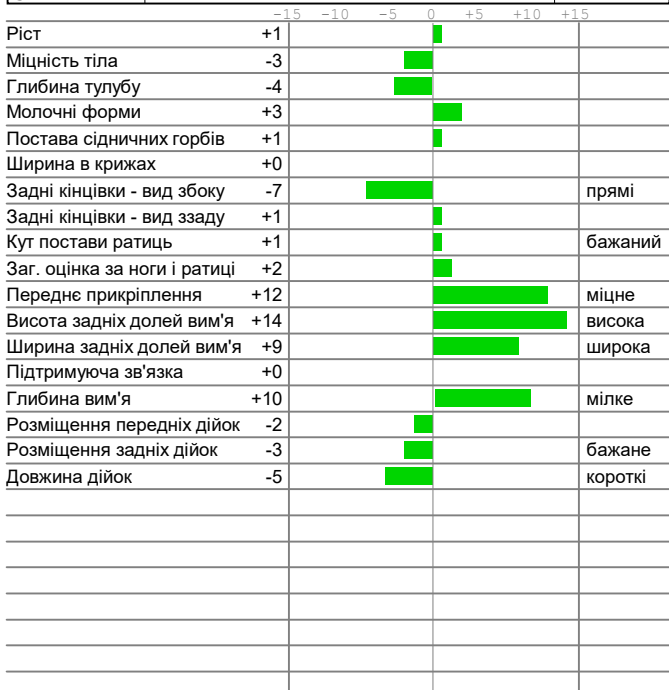 -15 -10 -5 0 +5 +10 +15
Ріст +1
Міцність тіла -3
Глибина тулубу -4
Молочні форми +3
Постава сідничних горбів +1
Ширина в крижах +0
Задні кінцівки - вид збоку -7 прямі
Задні кінцівки - вид ззаду +1
Кут постави ратиць +1 бажаний
Заг. оцінка за ноги і ратиці +2
Переднє прикріплення +12 міцне
Висота задніх долей вим'я +14 висока
Ширина задніх долей вим'я +9 широка
Підтримуюча зв'язка +0
Глибина вим'я +10 мілке
Розміщення передніх дійок -2
Розміщення задніх дійок -3 бажане
Довжина дійок -5 короткі